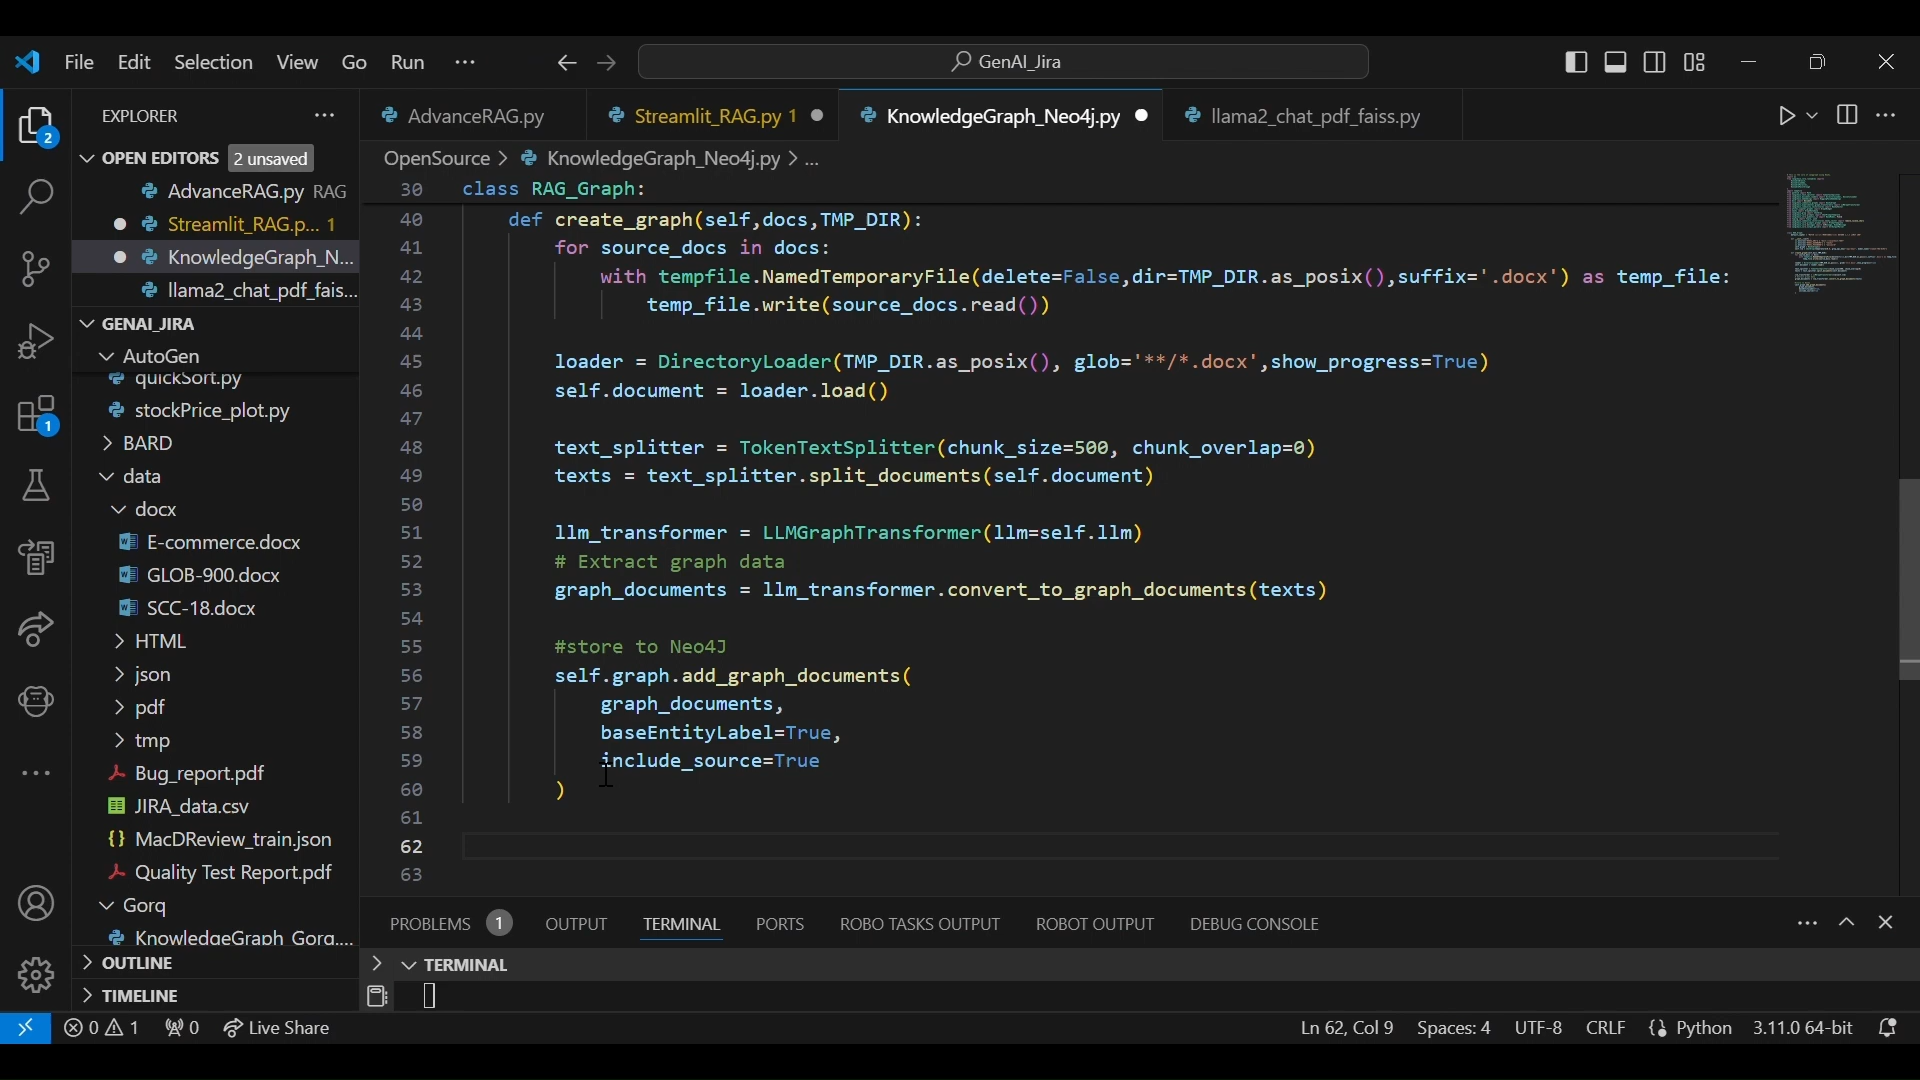 File Edit Selection View Go Run ...
GenAI_Jira
EXPLORER
OPEN EDITORS 2 unsaved
AdvanceRAG.py RAG
Streamlit_RAG.p... 1
KnowledgeGraph_N...
llama2_chat_pdf_fais...
GENAI_JIRA
AutoGen
quickSort.py
stockPrice_plot.py
BARD
data
docx
E-commerce.docx
GLOB-900.docx
SCC-18.docx
HTML
json
pdf
tmp
Bug_report.pdf
JIRA_data.csv
MacDReview_train.json
Quality Test Report.pdf
Gorq
KnowledgeGraph_Gorq....
OUTLINE
TIMELINE
2
1
AdvanceRAG.py Streamlit_RAG.py 1 KnowledgeGraph_Neo4j.py llama2_chat_pdf_faiss.py
OpenSource > KnowledgeGraph_Neo4j.py > ...
30 class RAG_Graph:
40 def create_graph(self,docs,TMP_DIR):
41 for source_docs in docs:
42 with tempfile.NamedTemporaryFile(delete=False,dir=TMP_DIR.as_posix(),suffix='.docx') as temp_file:
43 temp_file.write(source_docs.read())
44
45 loader = DirectoryLoader(TMP_DIR.as_posix(), glob='**/*.docx',show_progress=True)
46 self.document = loader.load()
47
48 text_splitter = TokenTextSplitter(chunk_size=500, chunk_overlap=0)
49 texts = text_splitter.split_documents(self.document)
50
51 llm_transformer = LLMGraphTransformer(llm=self.llm)
52 # Extract graph data
53 graph_documents = llm_transformer.convert_to_graph_documents(texts)
54
55 #store to Neo4J
56 self.graph.add_graph_documents(
57 graph_documents,
58 baseEntityLabel=True,
59 include_source=True
60 )
61
62
63
PROBLEMS 1 OUTPUT TERMINAL PORTS ROBO TASKS OUTPUT ROBOT OUTPUT DEBUG CONSOLE
TERMINAL
0 1 0 Live Share Ln 62, Col 9 Spaces: 4 UTF-8 CRLF Python 3.11.0 64-bit